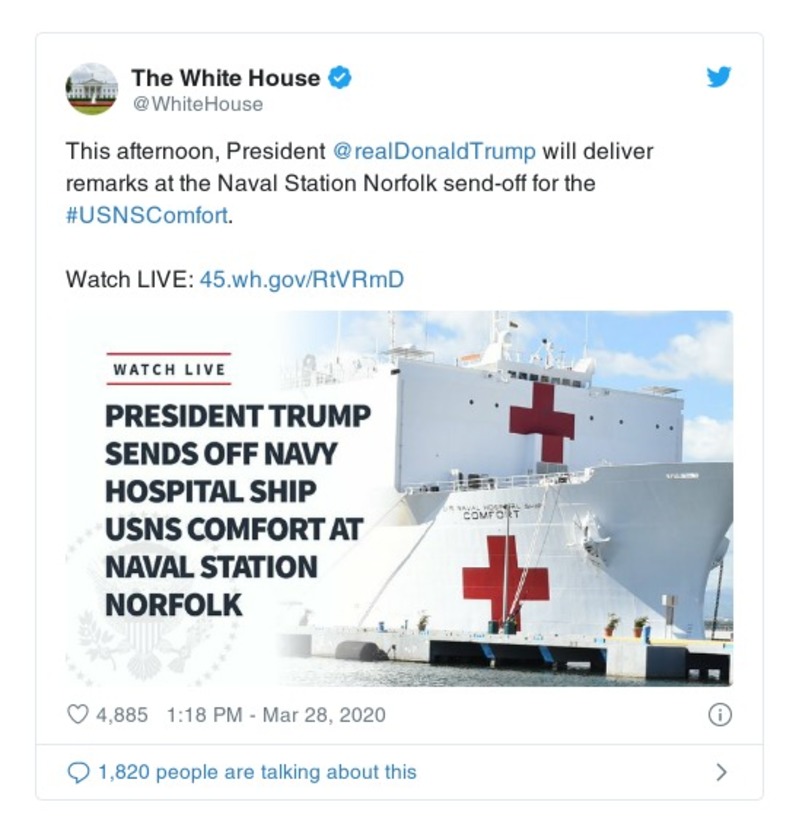 The White House
@WhiteHouse
This afternoon, President @realDonaldTrump will deliver
remarks at the Naval Station Norfolk send-off for the
#USNSComfort.
Watch LIVE: 45.wh.gov/RtVRmD
WATCH LIVE
PRESIDENT TRUMP
SENDS OFF NAVY
HOSPITAL SHIP
USNS COMFORT AT
NAVAL STATION
NORFOLK
NAVAL HOSPITAL SHIP
COMFORT
4,885 1:18 PM - Mar 28, 2020
1,820 people are talking about this